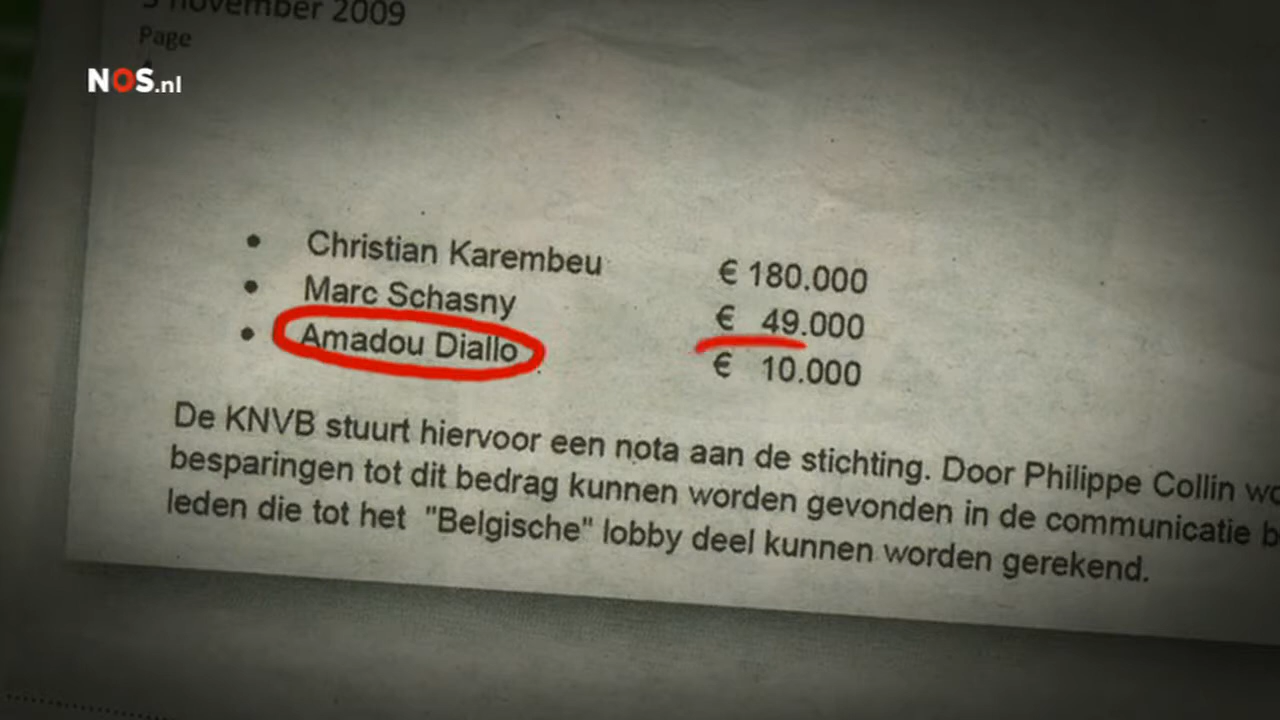 november 2009
Page
NOS.nl
• Christian Karembeu € 180.000
• Marc Schasny € 49.000
• Amadou Diallo € 10.000
De KNVB stuurt hiervoor een nota aan de stichting. Door Philippe Collin
besparingen tot dit bedrag kunnen worden gevonden in de communicatie
leden die tot het "Belgische" lobby deel kunnen worden gerekend.